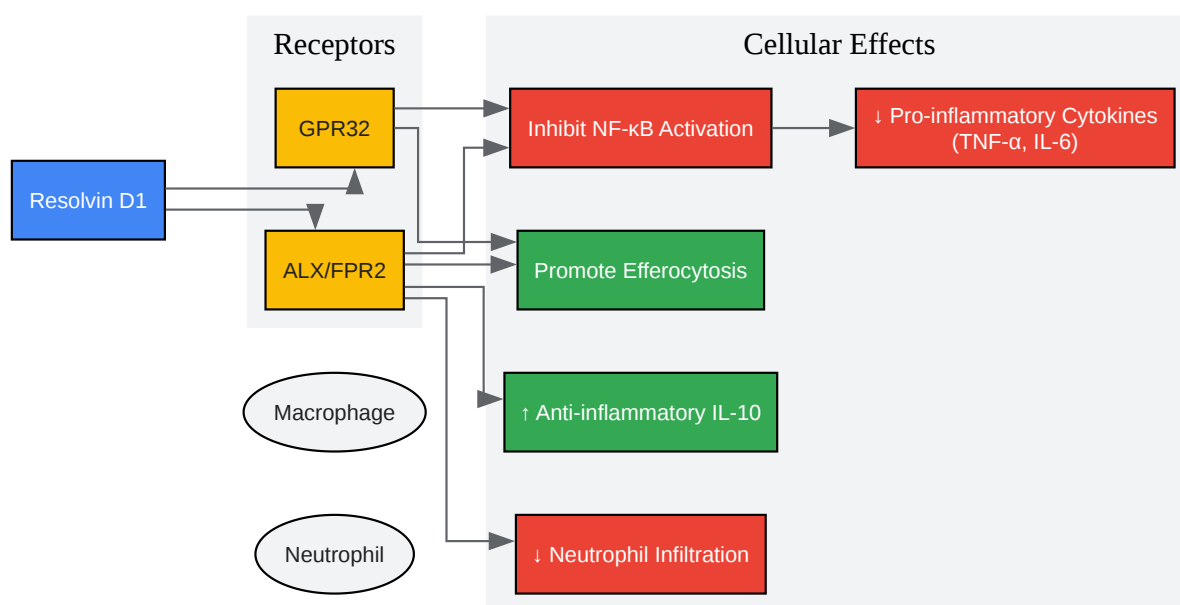 Receptors
Cellular Effects
GPR32
Inhibit NF-κB Activation
↓ Pro-inflammatory Cytokines
(TNF-α, IL-6)
Resolvin D1
ALX/FPR2
Promote Efferocytosis
Macrophage
↑ Anti-inflammatory IL-10
Neutrophil
↓ Neutrophil Infiltration